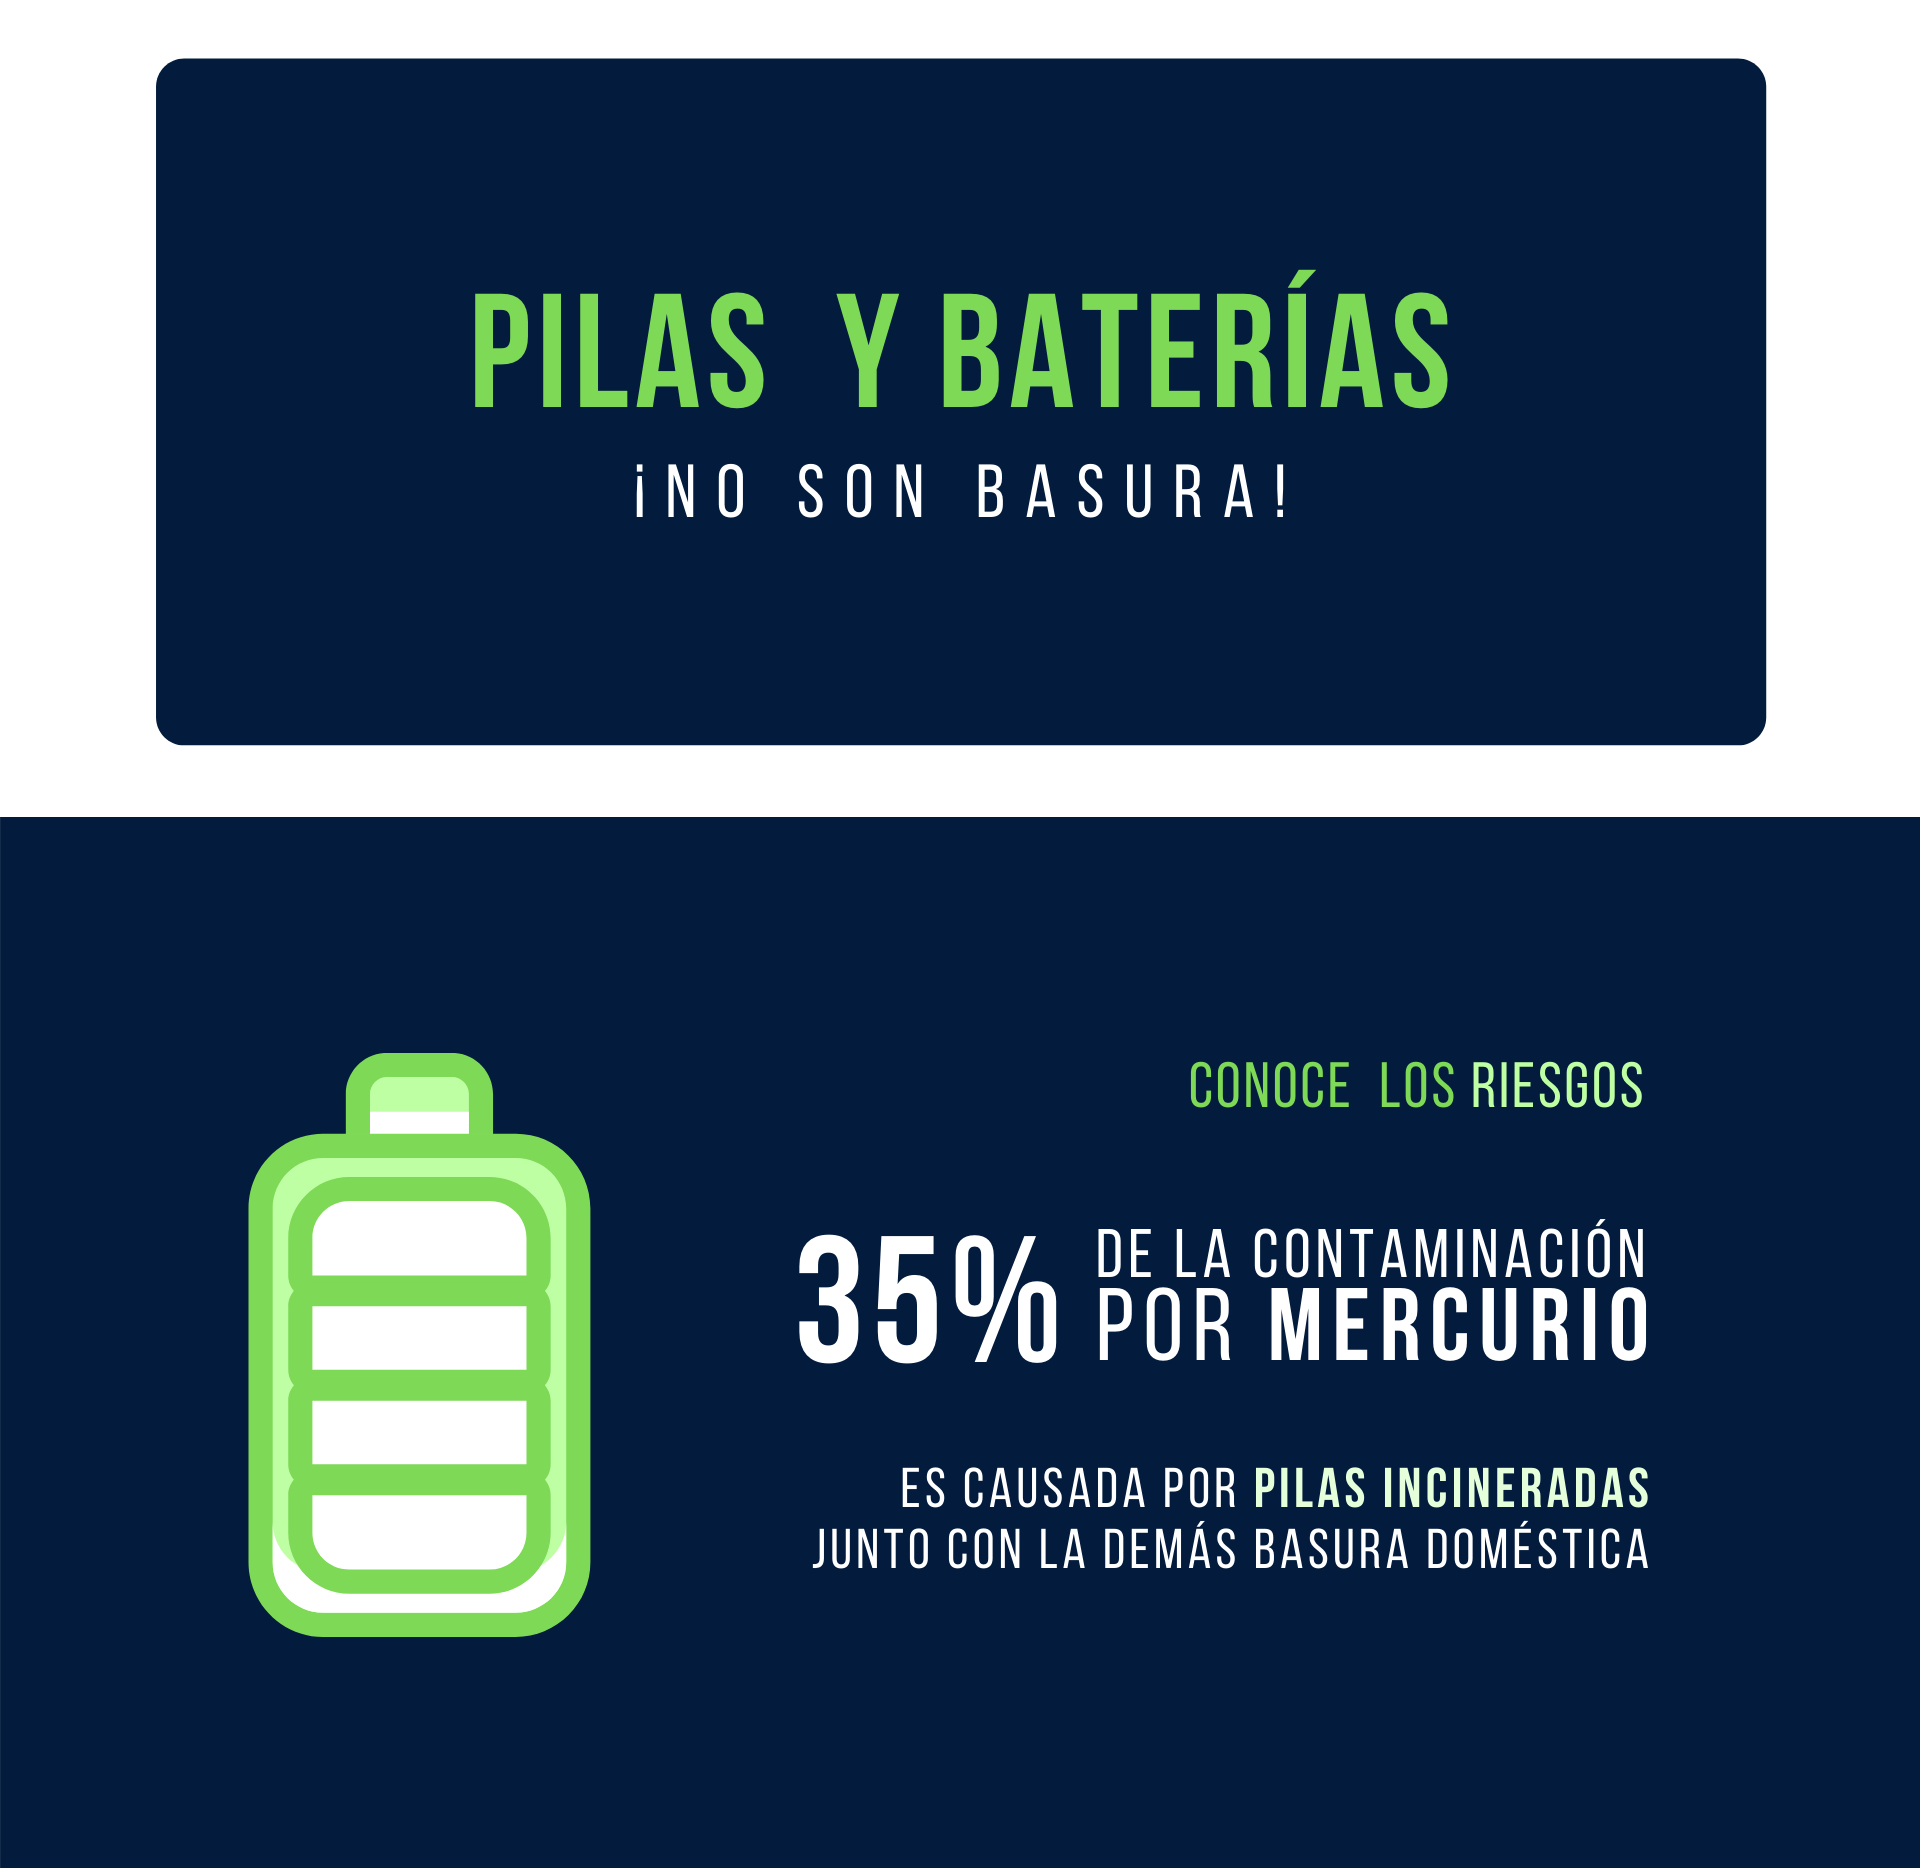 PILAS Y BATERÍAS
¡NO SON BASURA!
CONOCE LOS RIESGOS
35% DE LA CONTAMINACIÓN
POR MERCURIO
ES CAUSADA POR PILAS INCINERADAS
JUNTO CON LA DEMÁS BASURA DOMÉSTICA